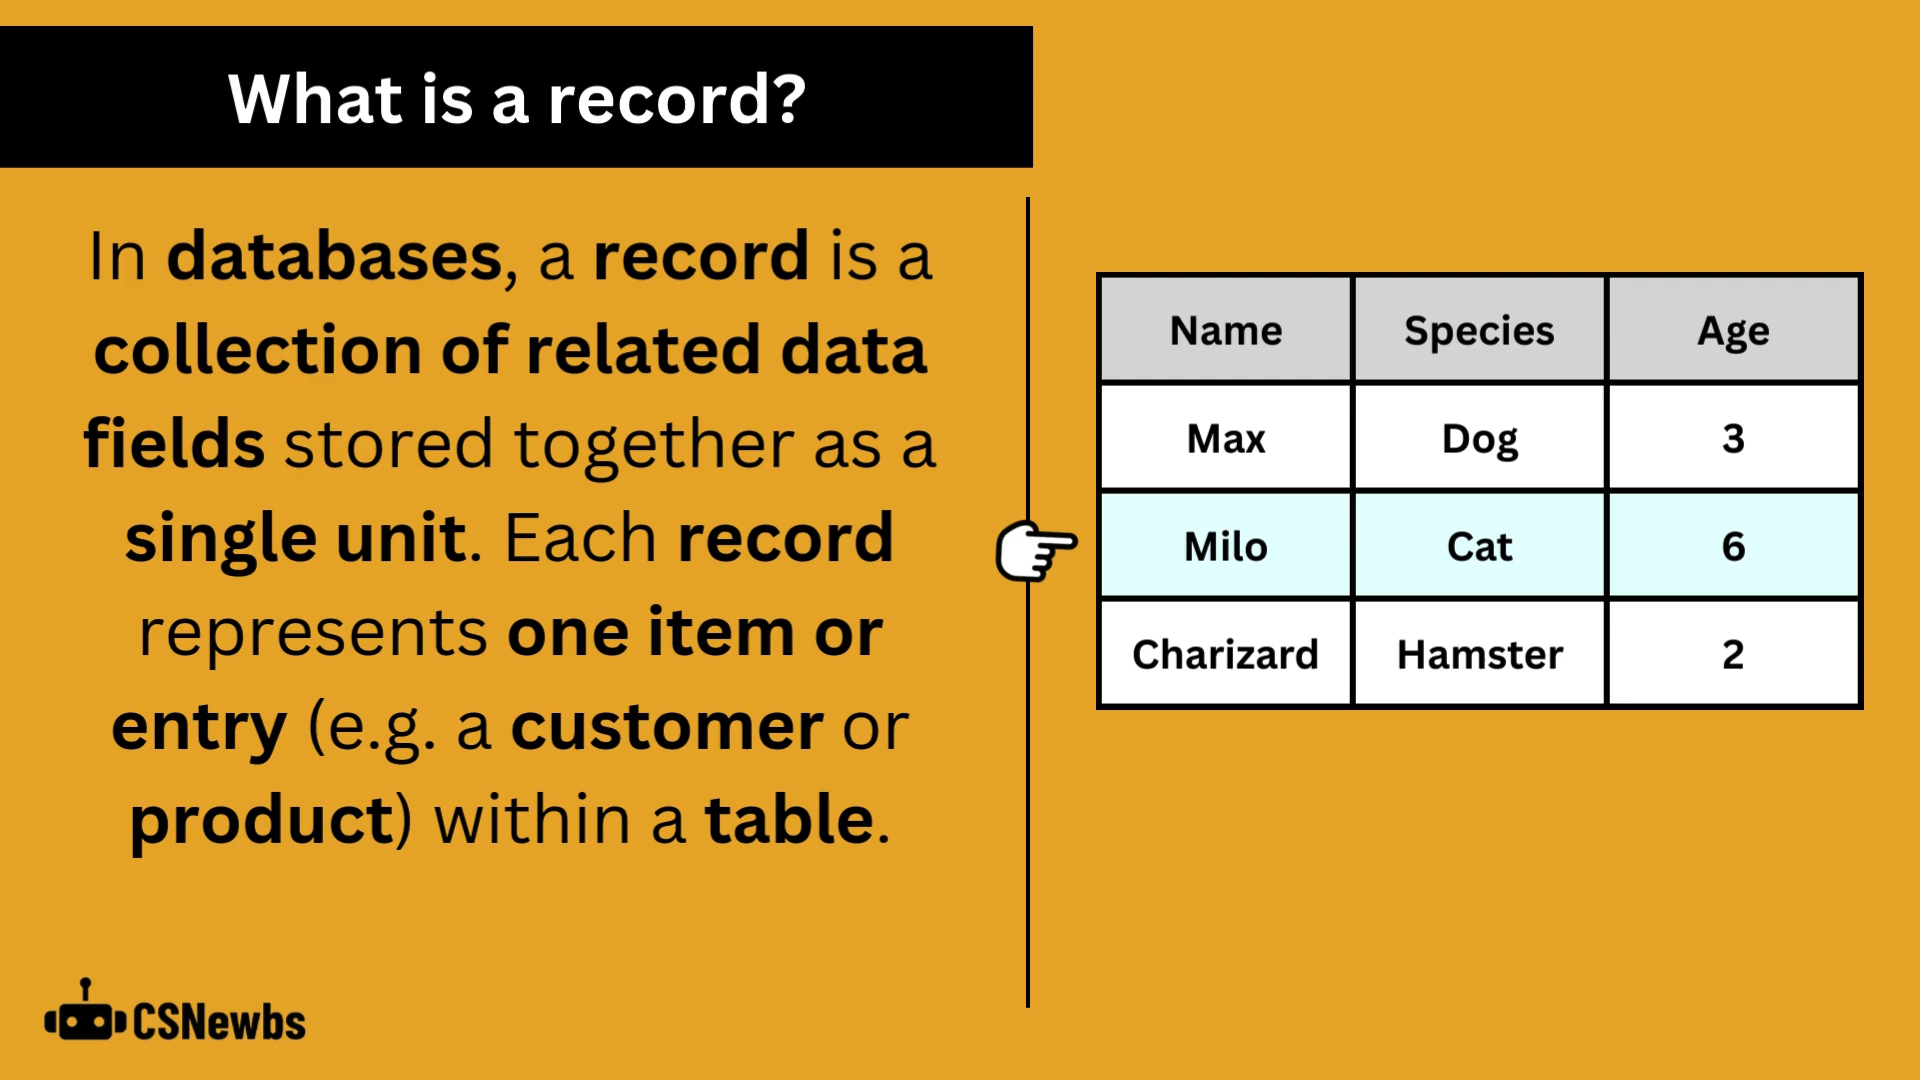 What is a record?
In databases, a record is a
collection of related data
fields stored together as a
single unit. Each record
represents one item or
entry (e.g. a customer or
product) within a table.
Name Species Age
Max Dog 3
Milo Cat 6
Charizard Hamster 2
CSNewbs